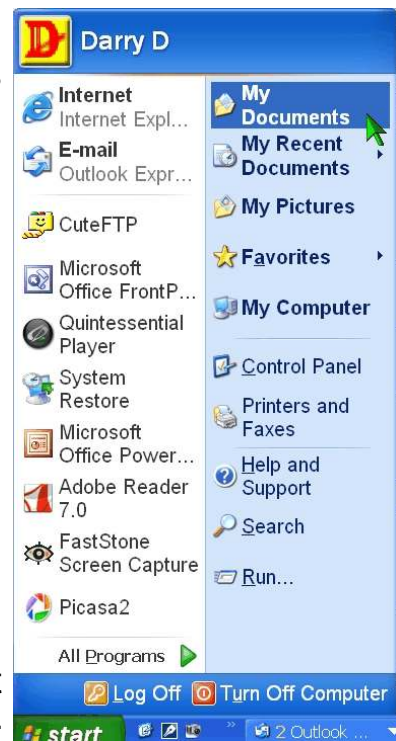 D Darry D
Internet
Internet Expl...
E-mail
Outlook Expr...
CuteFTP
Microsoft
Office FrontP...
Quintessential
Player
System
Restore
Microsoft
Office Power...
Adobe Reader
7.0
FastStone
Screen Capture
Picasa2
All Programs
My
Documents
My Recent
Documents
My Pictures
Favorites
My Computer
Control Panel
Printers and
Faxes
Help and
Support
Search
Run...
Log Off Turn Off Computer
start » 2 Outlook ...